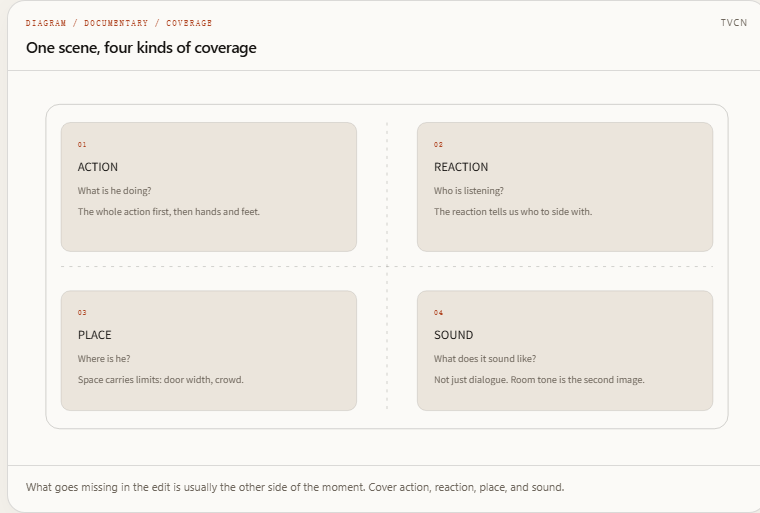 DIAGRAM / DOCUMENTARY / COVERAGE
TVCN
One scene, four kinds of coverage
01
ACTION
What is he doing?
The whole action first, then hands and feet.
02
REACTION
Who is listening?
The reaction tells us who to side with.
03
PLACE
Where is he?
Space carries limits: door width, crowd.
04
SOUND
What does it sound like?
Not just dialogue. Room tone is the second image.
What goes missing in the edit is usually the other side of the moment. Cover action, reaction, place, and sound.